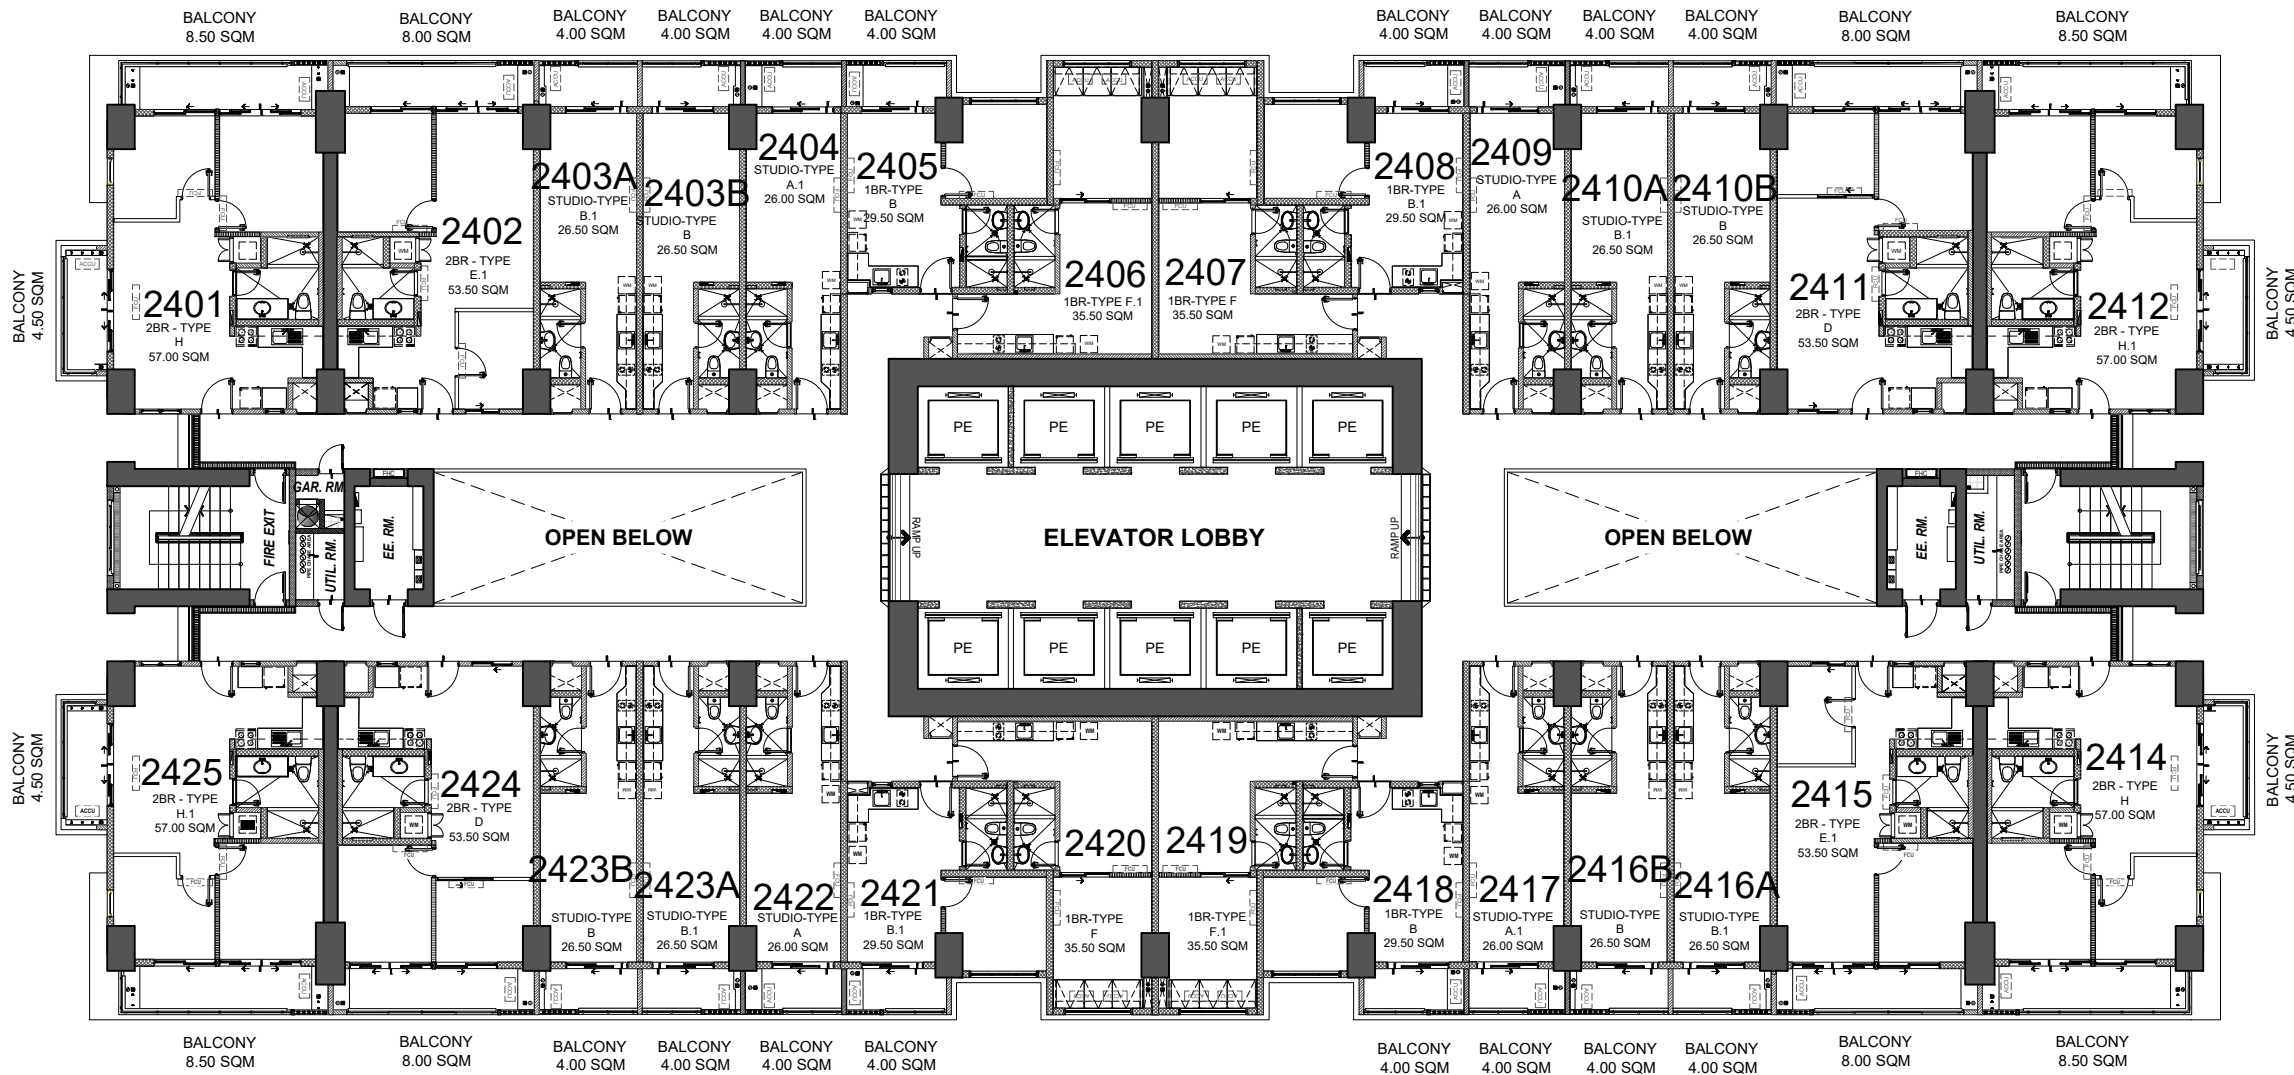 BALCONY
8.50 SQM
BALCONY
8.00 SQM
BALCONY
4.00 SQM
BALCONY
4.00 SQM
BALCONY
4.00 SQM
BALCONY
4.00 SQM
BALCONY
4.00 SQM
BALCONY
4.00 SQM
BALCONY
4.00 SQM
BALCONY
4.00 SQM
BALCONY
8.00 SQM
BALCONY
8.50 SQM
2401
2BR - TYPE
H
57.00 SQM
2402
2BR - TYPE
E.1
53.50 SQM
2403A
STUDIO-TYPE
B.1
26.50 SQM
2403B
STUDIO-TYPE
B
26.50 SQM
2404
STUDIO-TYPE
A.1
26.00 SQM
2405
1BR-TYPE
B
29.50 SQM
2406
1BR-TYPE F.1
35.50 SQM
2407
1BR-TYPE F
35.50 SQM
2408
1BR-TYPE
B.1
29.50 SQM
2409
STUDIO-TYPE
A
26.00 SQM
2410A
STUDIO-TYPE
B.1
26.50 SQM
2410B
STUDIO-TYPE
B
26.50 SQM
2411
2BR - TYPE
D
53.50 SQM
2412
2BR - TYPE
H.1
57.00 SQM
BALCONY
4.50 SQM
BALCONY
4.50 SQM
PE
PE
PE
PE
PE
FHC
GAR. RM.
FIRE EXIT
UTIL. RM.
EE. RM.
OPEN BELOW
RAMP UP
ELEVATOR LOBBY
RAMP UP
OPEN BELOW
FHC
EE. RM.
UTIL. RM.
PE
PE
PE
PE
PE
BALCONY
4.50 SQM
BALCONY
4.50 SQM
2425
2BR - TYPE
H.1
57.00 SQM
2424
2BR - TYPE
D
53.50 SQM
2423B
STUDIO-TYPE
B
26.50 SQM
2423A
STUDIO-TYPE
B.1
26.50 SQM
2422
STUDIO-TYPE
A
26.00 SQM
2421
1BR-TYPE
B.1
29.50 SQM
2420
1BR-TYPE
F
35.50 SQM
2419
1BR-TYPE
F.1
35.50 SQM
2418
1BR-TYPE
B
29.50 SQM
2417
STUDIO-TYPE
A.1
26.00 SQM
2416B
STUDIO-TYPE
B
26.50 SQM
2416A
STUDIO-TYPE
B.1
26.50 SQM
2415
2BR - TYPE
E.1
53.50 SQM
2414
2BR - TYPE
H
57.00 SQM
BALCONY
8.50 SQM
BALCONY
8.00 SQM
BALCONY
4.00 SQM
BALCONY
4.00 SQM
BALCONY
4.00 SQM
BALCONY
4.00 SQM
BALCONY
4.00 SQM
BALCONY
4.00 SQM
BALCONY
4.00 SQM
BALCONY
4.00 SQM
BALCONY
8.00 SQM
BALCONY
8.50 SQM